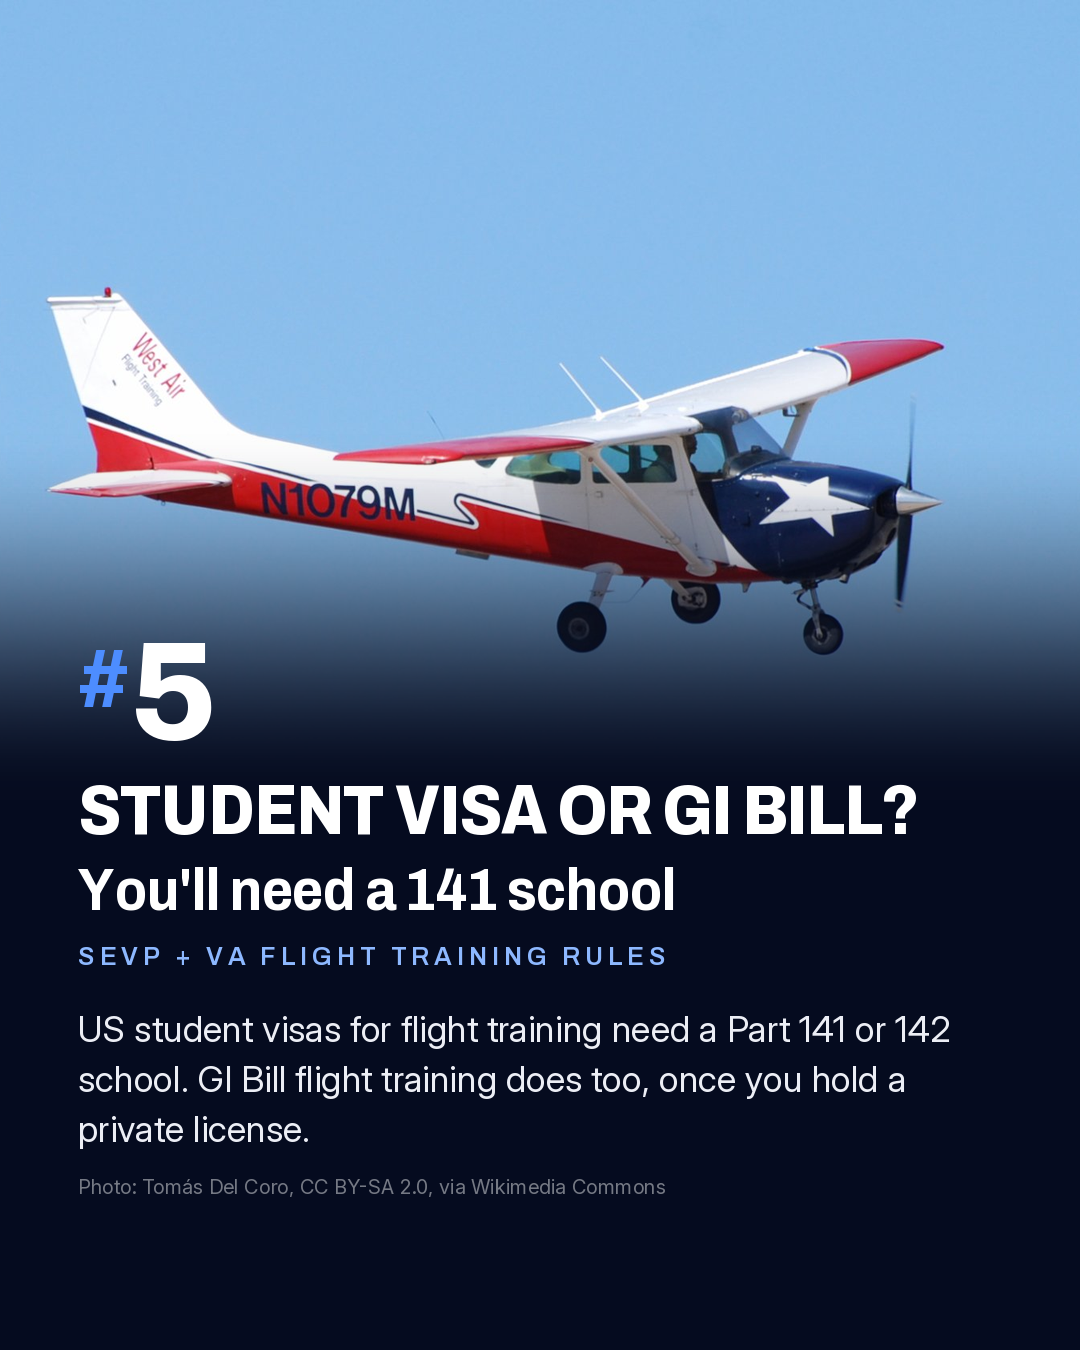 West Air
Flight Training
N1079M
#5
STUDENT VISA OR GI BILL?
You'll need a 141 school
SEVP + VA FLIGHT TRAINING RULES
US student visas for flight training need a Part 141 or 142
school. GI Bill flight training does too, once you hold a
private license.
Photo: Tomás Del Coro, CC BY-SA 2.0, via Wikimedia Commons